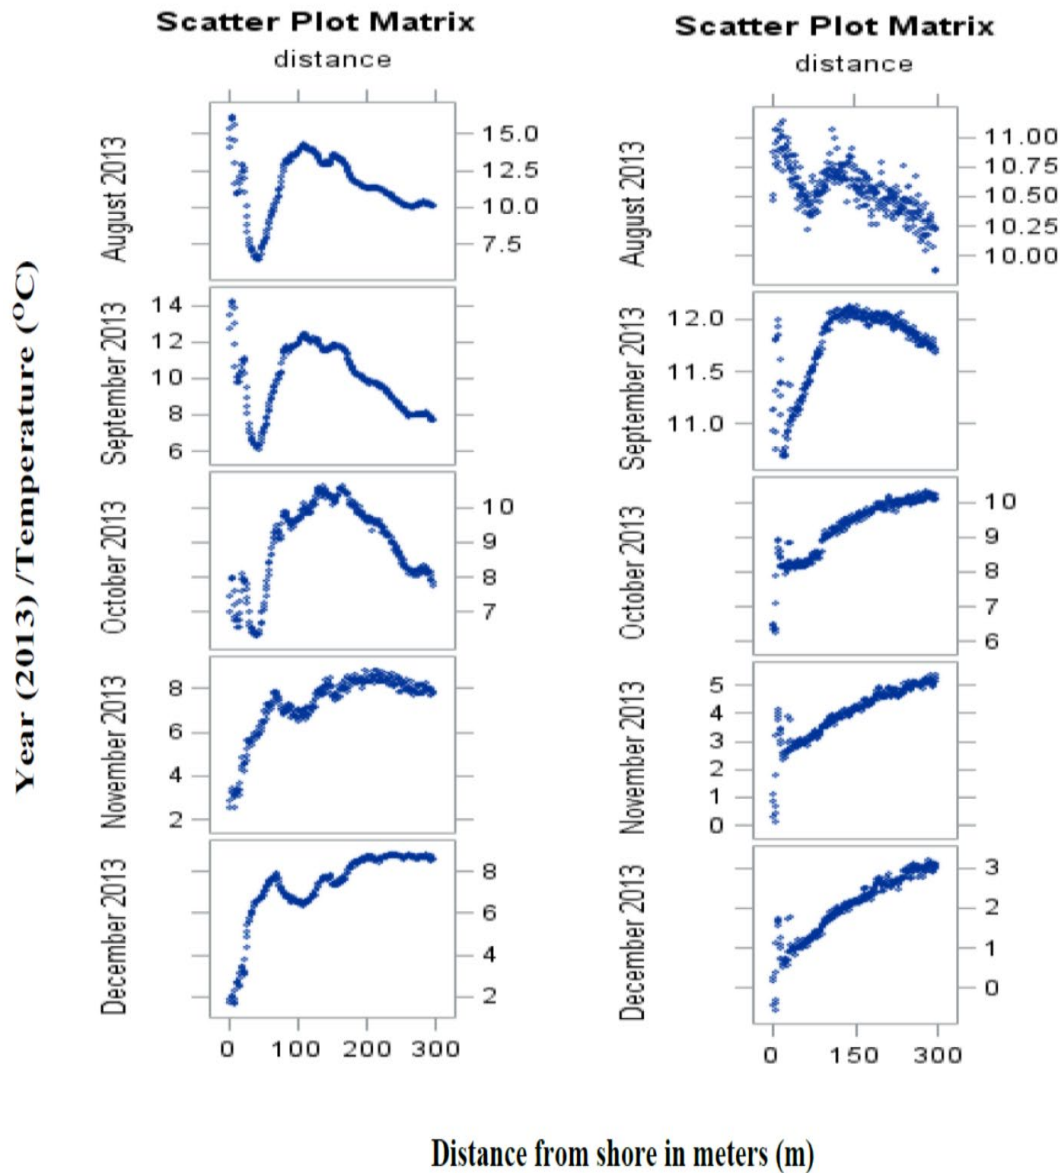 Scatter Plot Matrix
distance
August 2013
15.0
12.5
10.0
7.5
September 2013
14
12
10
8
6
October 2013
10
9
8
7
November 2013
8
6
4
2
December 2013
8
6
4
2
0 100 200 300
Scatter Plot Matrix
distance
August 2013
11.00
10.75
10.50
10.25
10.00
September 2013
12.0
11.5
11.0
October 2013
10
9
8
7
6
November 2013
5
4
3
2
1
0
December 2013
3
2
1
0
0 150 300
Year (2013) /Temperature (°C)
Distance from shore in meters (m)